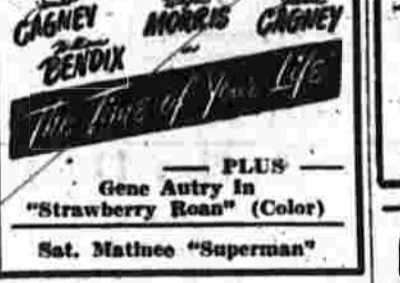 CAGNEY MORRIS CAGNEY
BENDIX in
The Time of Your Life
PLUS
Gene Autry In
"Strawberry Roan" (Color)
Sat. Matinee "Superman"